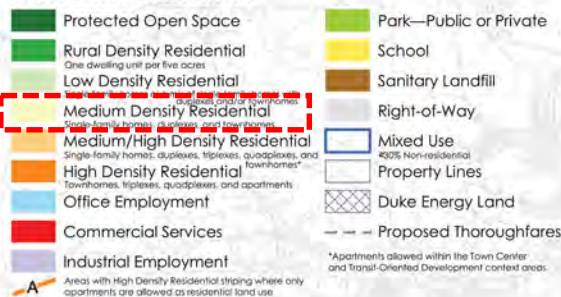 Protected Open Space
Rural Density Residential
One dwelling unit per five acres
Low Density Residential
duplexes and/or townhomes
Medium Density Residential
Single-family homes, duplexes, and townhomes
Medium/High Density Residential
Single-family homes, duplexes, triplexes, quadplexes, and
townhomes*
High Density Residential
Townhomes, triplexes, quadplexes, and apartments
Office Employment
Commercial Services
Industrial Employment
A
Areas with High Density Residential striping where only
apartments are allowed as residential land use
Park—Public or Private
School
Sanitary Landfill
Right-of-Way
Mixed Use
30% Non-residential
Property Lines
Duke Energy Land
Proposed Thoroughfares
*Apartments allowed within the Town Center
and Transit-Oriented Development context areas.